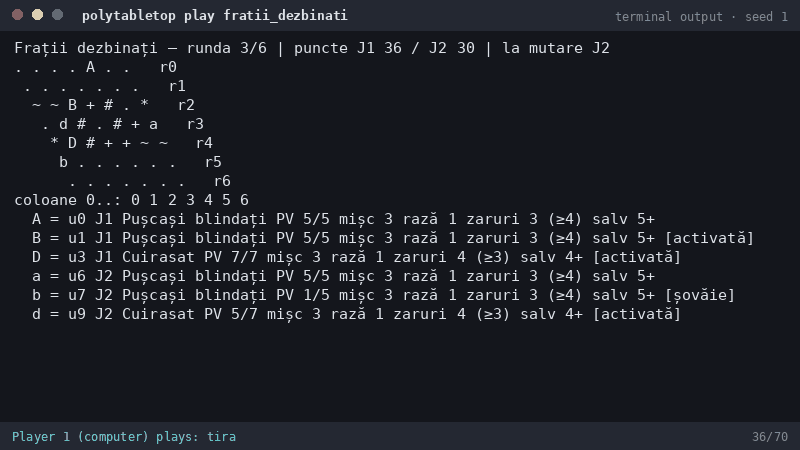 polytabletop play fratii_dezbinati
terminal output · seed 1
Frații dezbinați — runda 3/6 | puncte J1 36 / J2 30 | la mutare J2
. . . . A . .   r0
 . . . . . . .   r1
  ~ ~ B + # . *   r2
   . d # . # + a   r3
    * D # + + ~ ~   r4
     b . . . . . .   r5
      . . . . . . .   r6
coloane 0..: 0 1 2 3 4 5 6
  A = u0 J1 Pușcași blindați PV 5/5 mișc 3 rază 1 zaruri 3 (≥4) salv 5+
  B = u1 J1 Pușcași blindați PV 5/5 mișc 3 rază 1 zaruri 3 (≥4) salv 5+ [activată]
  D = u3 J1 Cuirasat PV 7/7 mișc 3 rază 1 zaruri 4 (≥3) salv 4+ [activată]
  a = u6 J2 Pușcași blindați PV 5/5 mișc 3 rază 1 zaruri 3 (≥4) salv 5+
  b = u7 J2 Pușcași blindați PV 1/5 mișc 3 rază 1 zaruri 3 (≥4) salv 5+ [șovăie]
  d = u9 J2 Cuirasat PV 5/7 mișc 3 rază 1 zaruri 4 (≥3) salv 4+ [activată]
Player 1 (computer) plays: tira
36/70